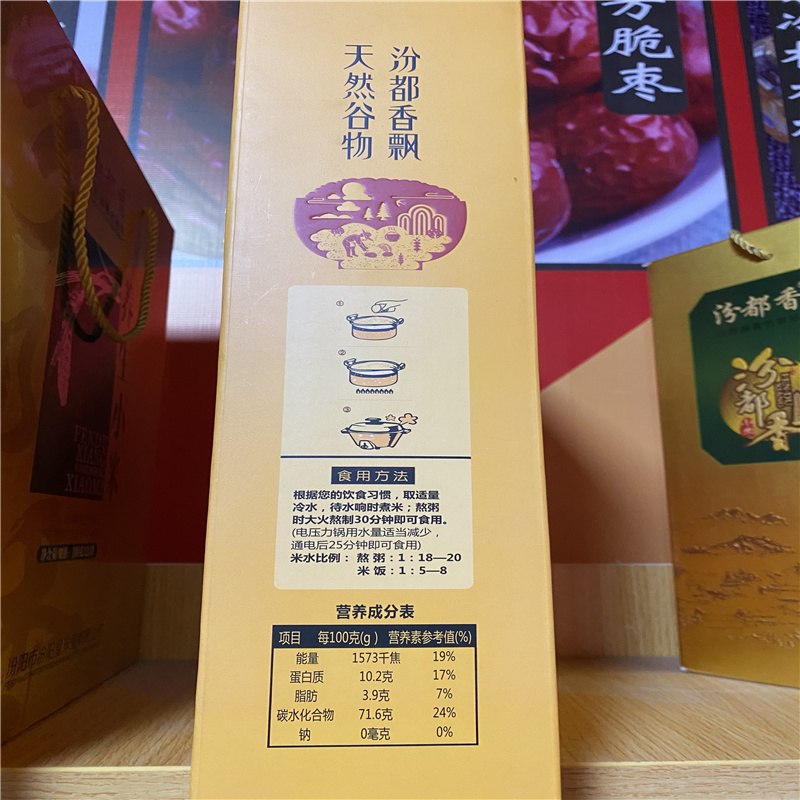 汾都香飘
天然谷物
①
②
③
食用方法
根据您的饮食习惯，取适量
冷水，待水响时煮米；熬粥
时大火熬制30分钟即可食用。
(电压力锅用水量适当减少，
通电后25分钟即可食用)
米水比例：熬 粥：1：18—20
米 饭：1：5—8
营养成分表
项目 每100克(g) 营养素参考值(%)
能量 1573千焦 19%
蛋白质 10.2克 17%
脂肪 3.9克 7%
碳水化合物 71.6克 24%
钠 0毫克 0%
脆枣
汾都香
汾都香
小米